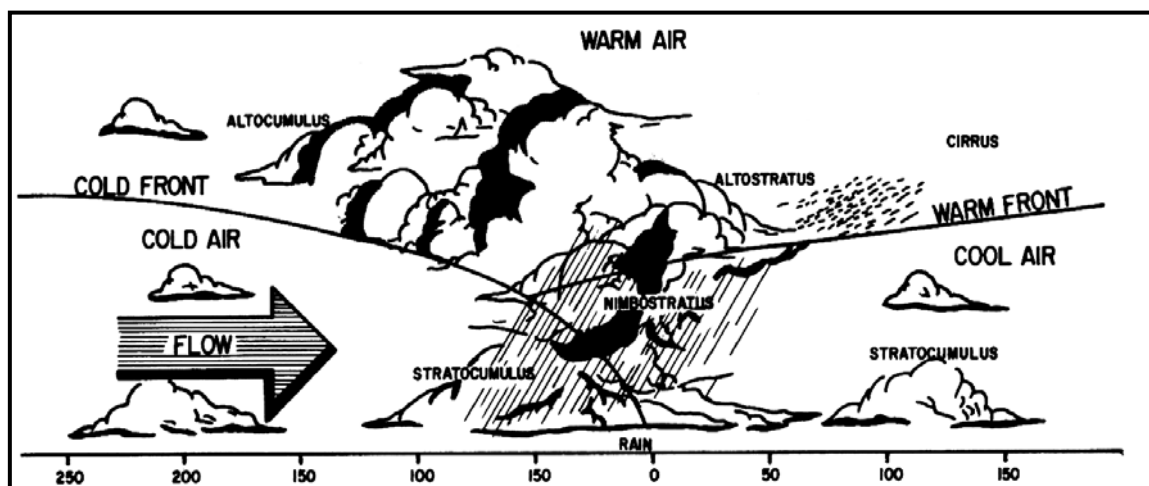 WARM AIR
ALTOCUMULUS
CIRRUS
ALTOSTRATUS
COLD FRONT
WARM FRONT
COLD AIR
COOL AIR
NIMBOSTRATUS
FLOW
STRATOCUMULUS
STRATOCUMULUS
RAIN
250 200 150 100 150 0 50 100 150